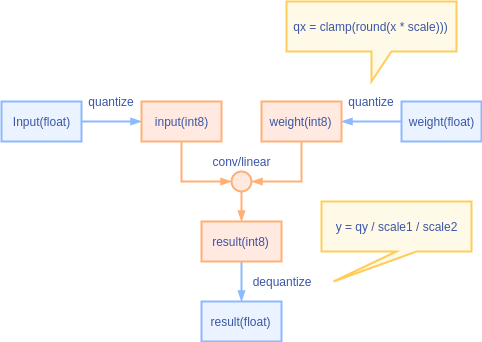 qx = clamp(round(x * scale)))
quantize
quantize
Input(float)
input(int8)
weight(int8)
weight(float)
conv/linear
result(int8)
y = qy / scale1 / scale2
dequantize
result(float)